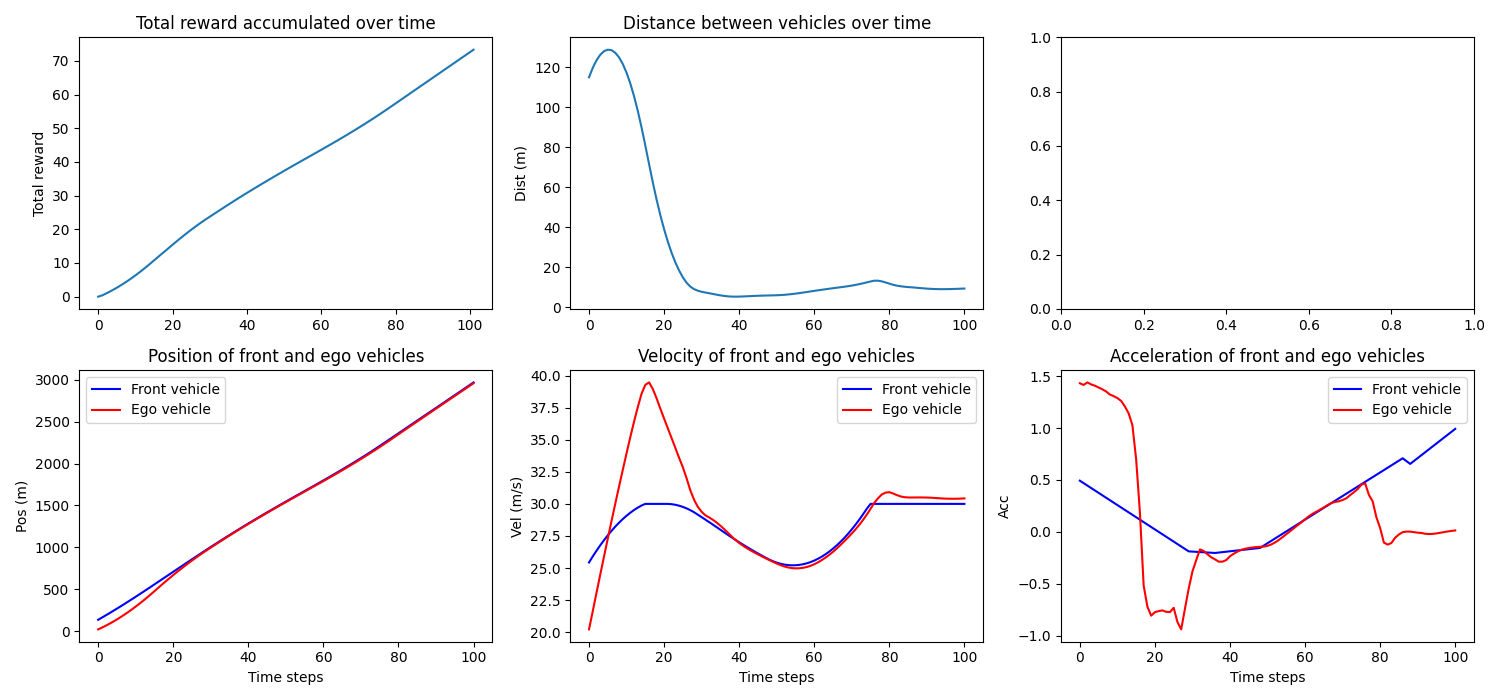 Total reward accumulated over time
Total reward
70
60
50
40
30
20
10
0
0 20 40 60 80 100
Distance between vehicles over time
Dist (m)
120
100
80
60
40
20
0
0 20 40 60 80 100
1.0
0.8
0.6
0.4
0.2
0.0
0.0 0.2 0.4 0.6 0.8 1.0
Position of front and ego vehicles
Front vehicle
Ego vehicle
Pos (m)
3000
2500
2000
1500
1000
500
0
0 20 40 60 80 100
Time steps
Velocity of front and ego vehicles
Front vehicle
Ego vehicle
Vel (m/s)
40.0
37.5
35.0
32.5
30.0
27.5
25.0
22.5
20.0
0 20 40 60 80 100
Time steps
Acceleration of front and ego vehicles
Front vehicle
Ego vehicle
Acc
1.5
1.0
0.5
0.0
−0.5
−1.0
0 20 40 60 80 100
Time steps